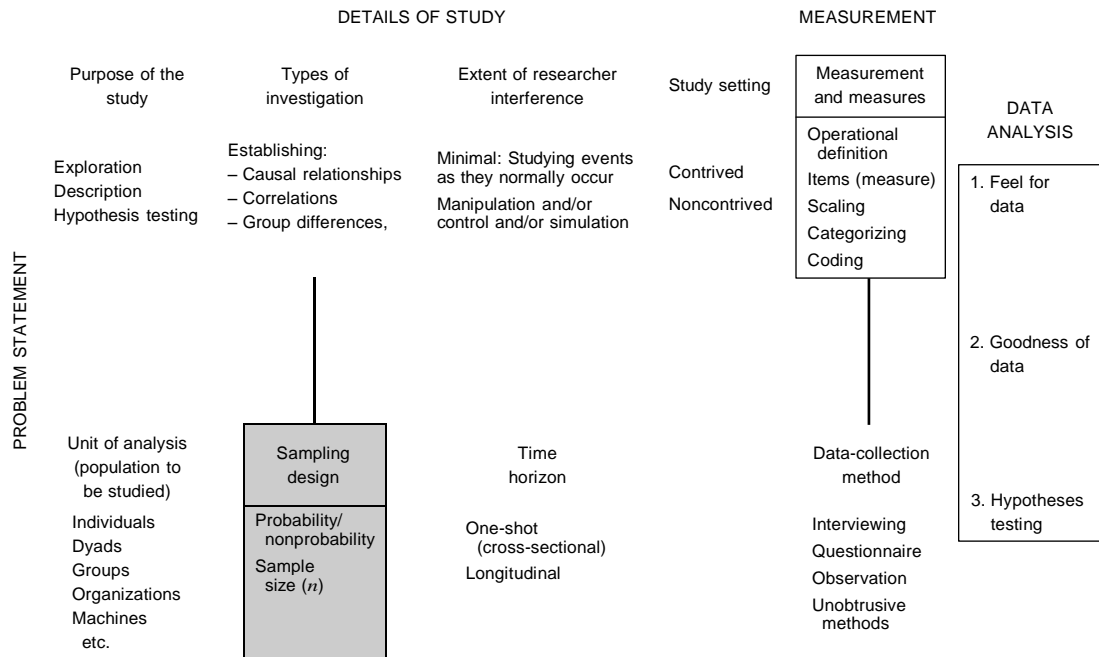 DETAILS OF STUDY
MEASUREMENT
Purpose of the
study
Exploration
Description
Hypothesis testing
Types of
investigation
Establishing:
– Causal relationships
– Correlations
– Group differences,
Extent of researcher
interference
Minimal: Studying events
as they normally occur
Manipulation and/or
control and/or simulation
Study setting
Contrived
Noncontrived
Measurement
and measures
Operational
definition
Items (measure)
Scaling
Categorizing
Coding
DATA
ANALYSIS
1. Feel for
data
2. Goodness of
data
3. Hypotheses
testing
PROBLEM STATEMENT
Unit of analysis
(population to
be studied)
Individuals
Dyads
Groups
Organizations
Machines
etc.
Sampling
design
Probability/
nonprobability
Sample
size (n)
Time
horizon
One-shot
(cross-sectional)
Longitudinal
Data-collection
method
Interviewing
Questionnaire
Observation
Unobtrusive
methods